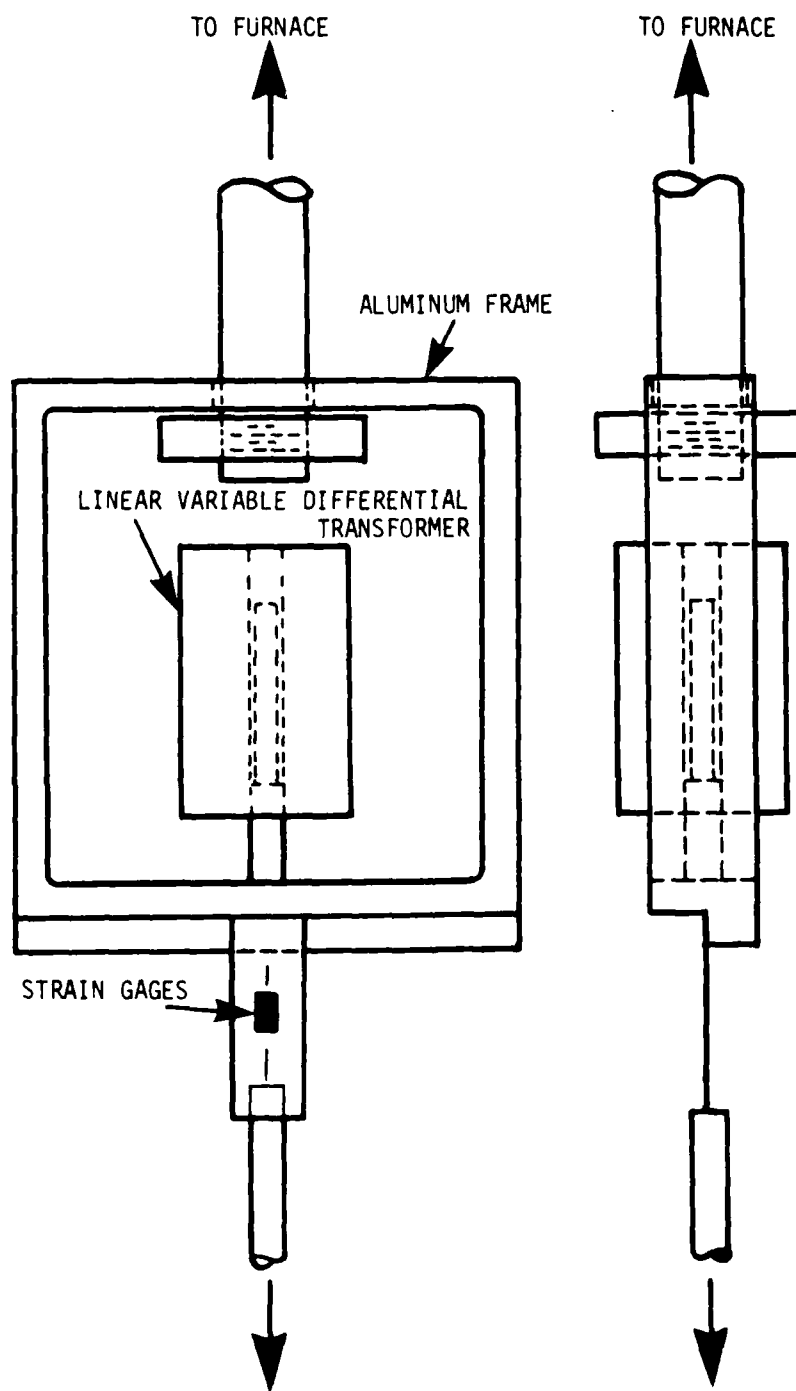 TO FURNACE
TO FURNACE
ALUMINUM FRAME
LINEAR VARIABLE DIFFERENTIAL
TRANSFORMER
STRAIN GAGES